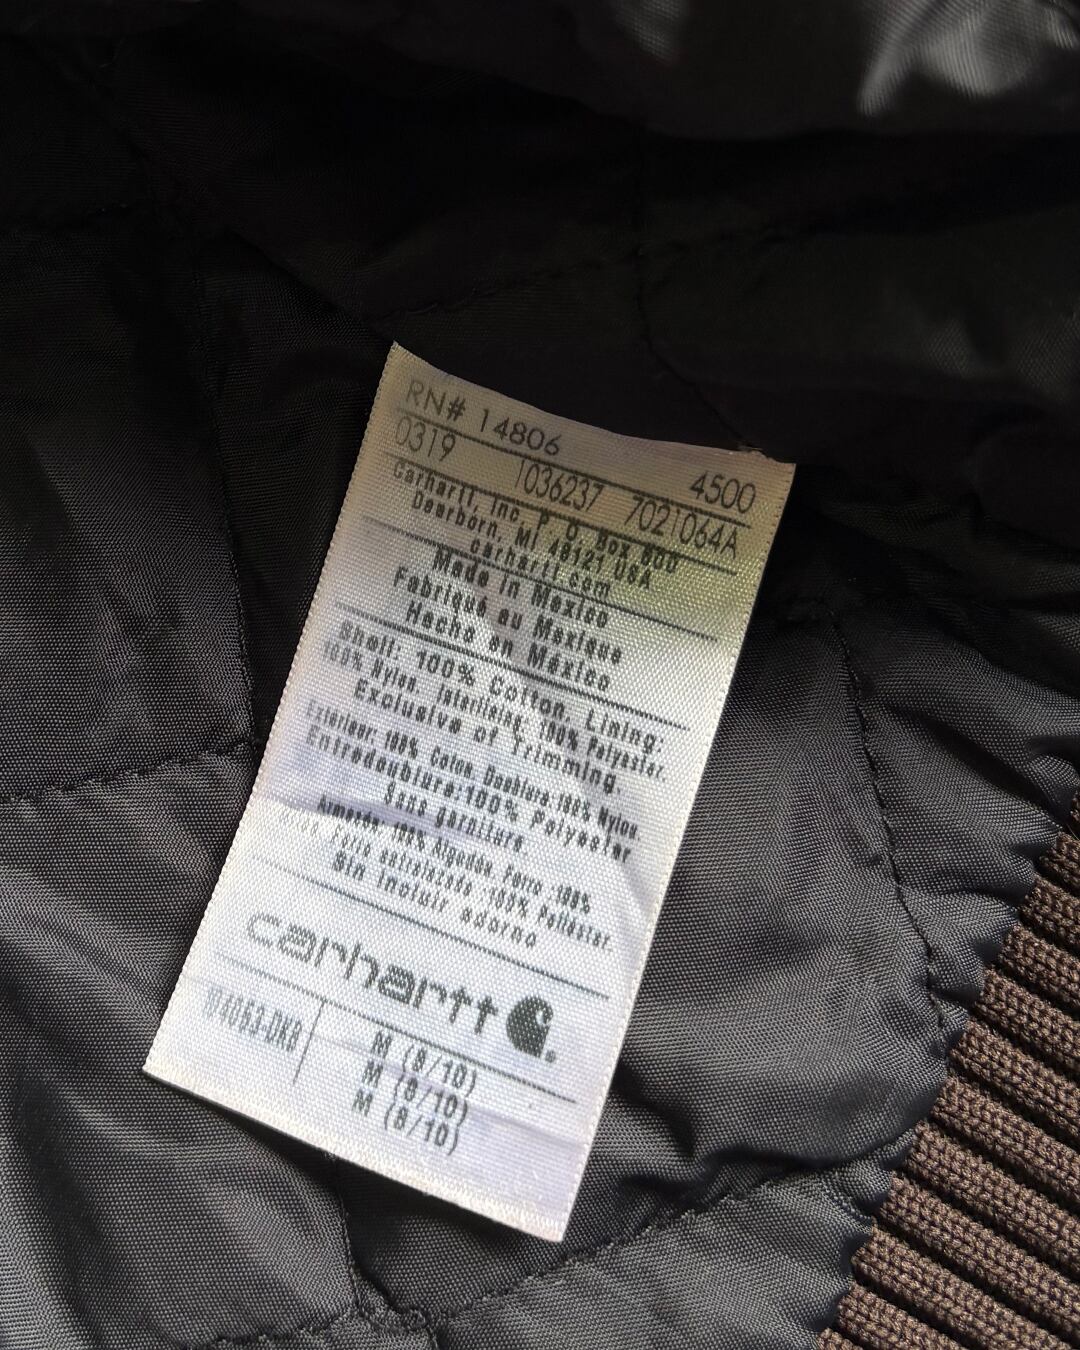 RN# 14806 4500
0319 1036237 7021064A
Carhartt, Inc. P.O. Box 600
Dearborn, MI 48121 USA
carhartt.com
Made in Mexico
Fabriqué au Mexique
Hecho en México
Shell: 100% Cotton. Lining:
100% Nylon. Interlining, 100% Polyester.
Exclusive of Trimming.
Exterieur: 100% Coton. Doublure: 100% Nylon.
Entredoublure:100% Polyester
Sans garniture.
100% Algodón. Forro :100%
Forro entrelazado :100% Poliéster.
Sin incluir adorno
carhartt
M (8/10)
M (8/10)
M (8/10)